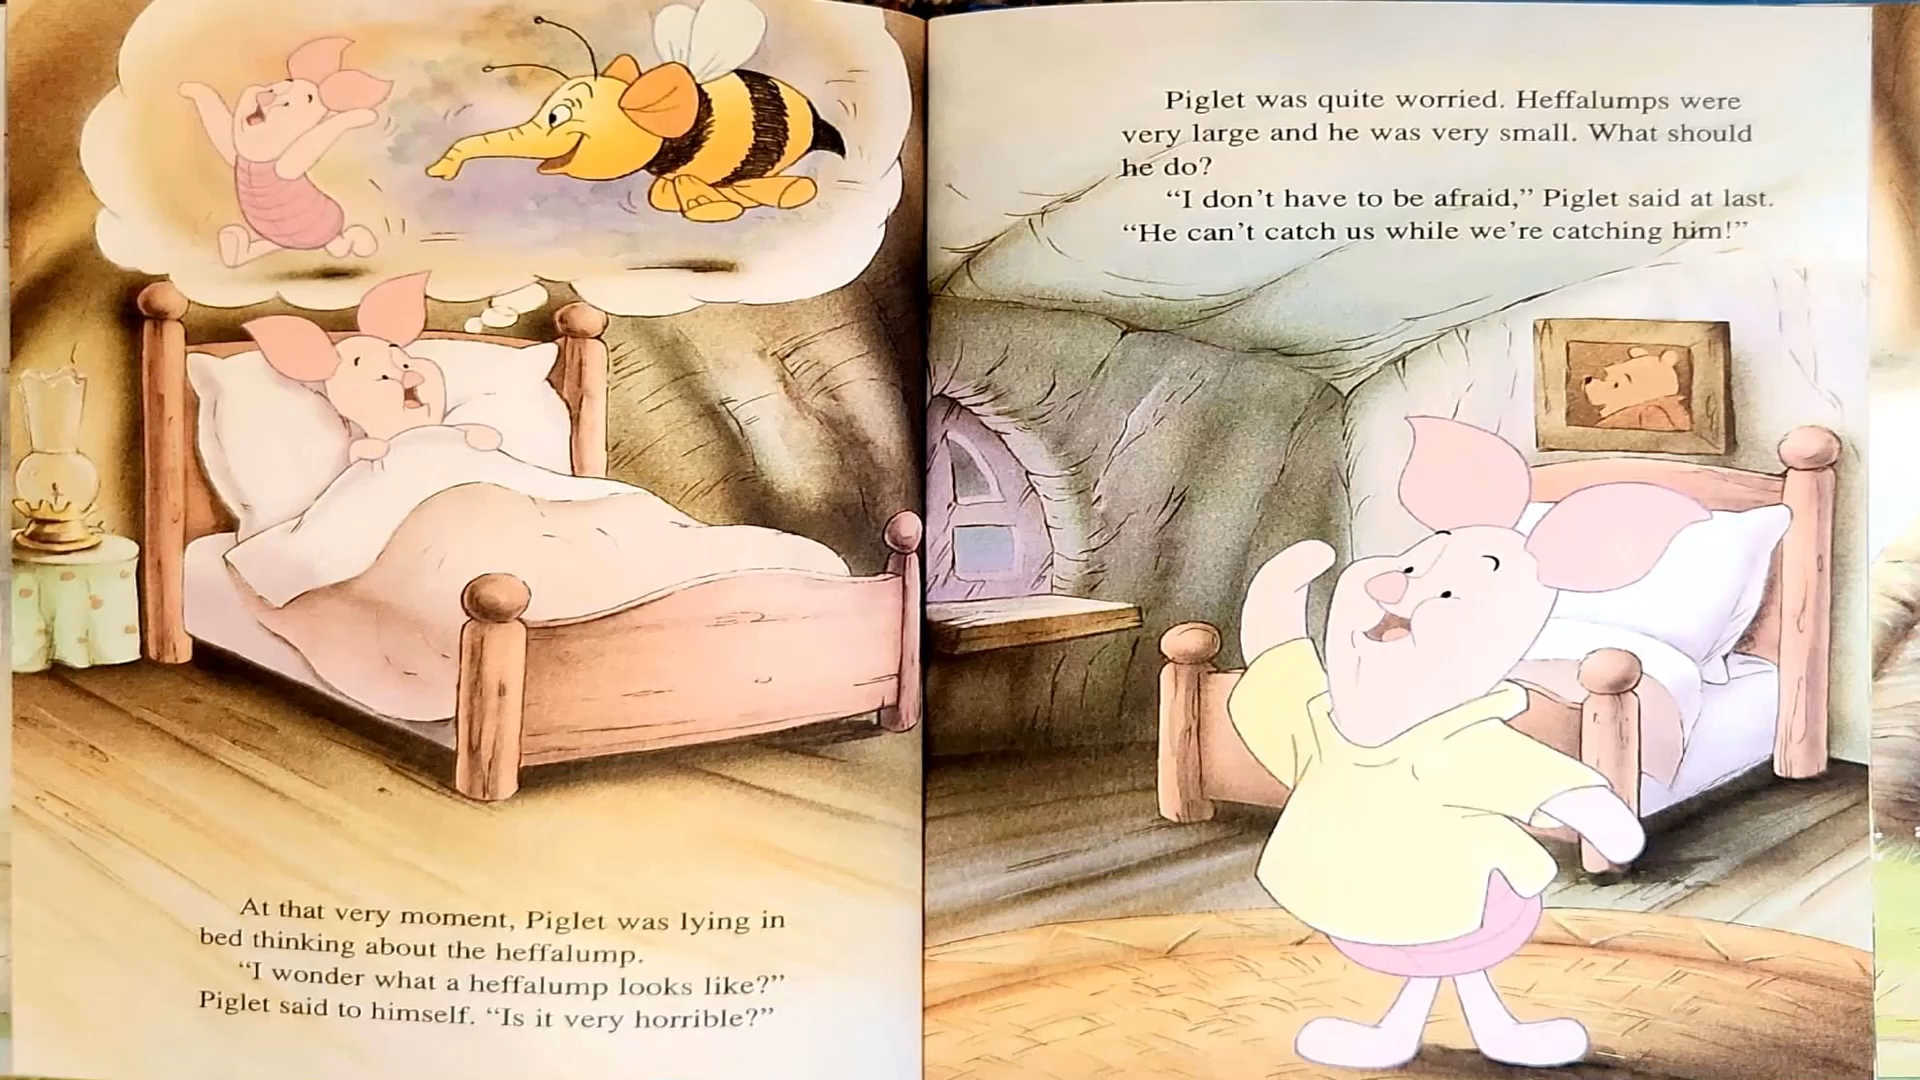 At that very moment, Piglet was lying in
bed thinking about the heffalump.
“I wonder what a heffalump looks like?”
Piglet said to himself. “Is it very horrible?”
Piglet was quite worried. Heffalumps were
very large and he was very small. What should
he do?
“I don’t have to be afraid,” Piglet said at last.
“He can’t catch us while we’re catching him!”